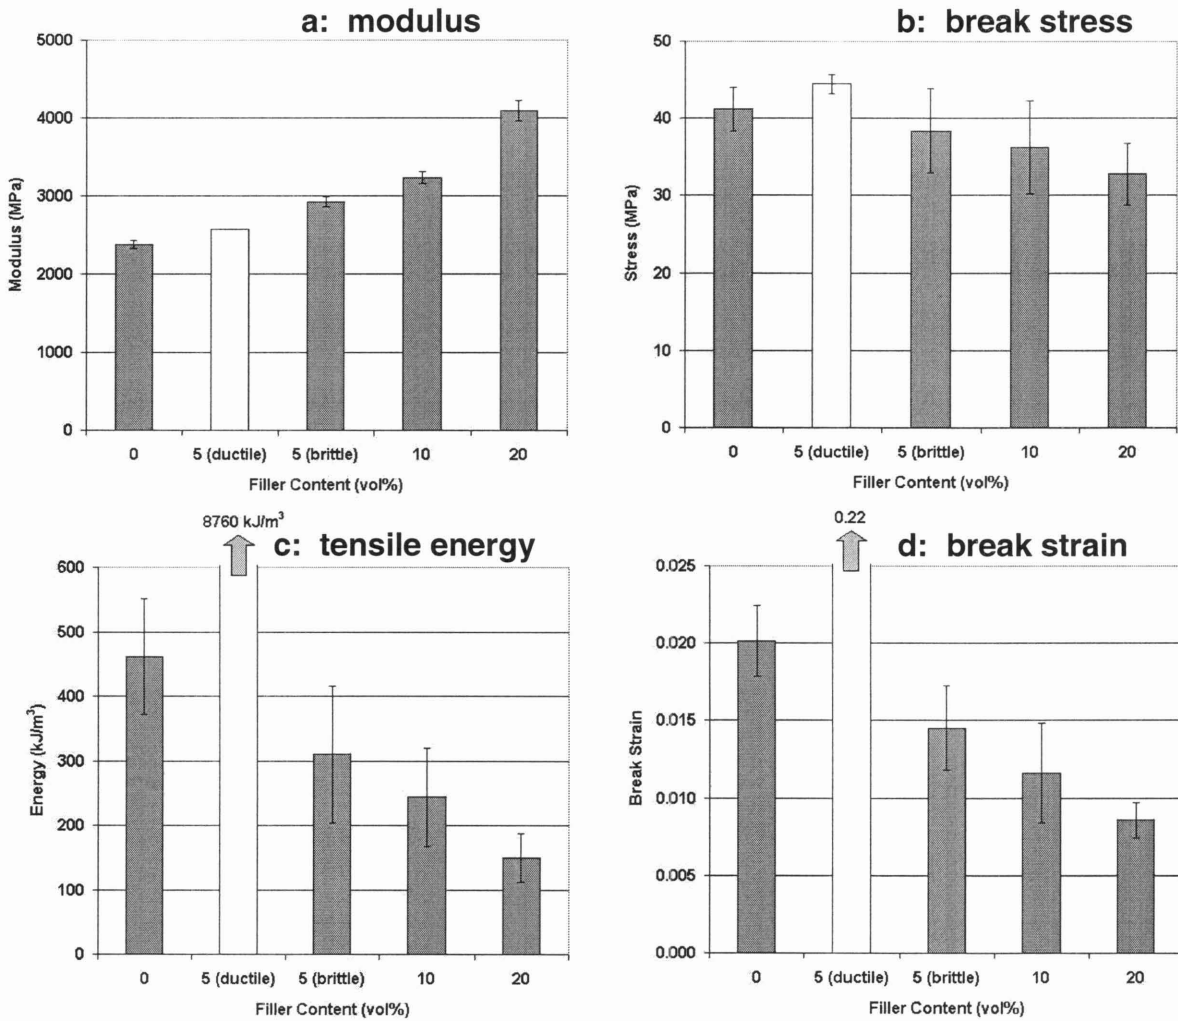 a: modulus
5000
4000
3000
2000
1000
0
Modulus (MPa)
0 5 (ductile) 5 (brittle) 10 20
Filler Content (vol%)
b: break stress
50
40
30
20
10
0
Stress (MPa)
0 5 (ductile) 5 (brittle) 10 20
Filler Content (vol%)
8760 kJ/m³
c: tensile energy
600
500
400
300
200
100
0
Energy (kJ/m³)
0 5 (ductile) 5 (brittle) 10 20
Filler Content (vol%)
0.22
d: break strain
0.025
0.020
0.015
0.010
0.005
0.000
Break Strain
0 5 (ductile) 5 (brittle) 10 20
Filler Content (vol%)